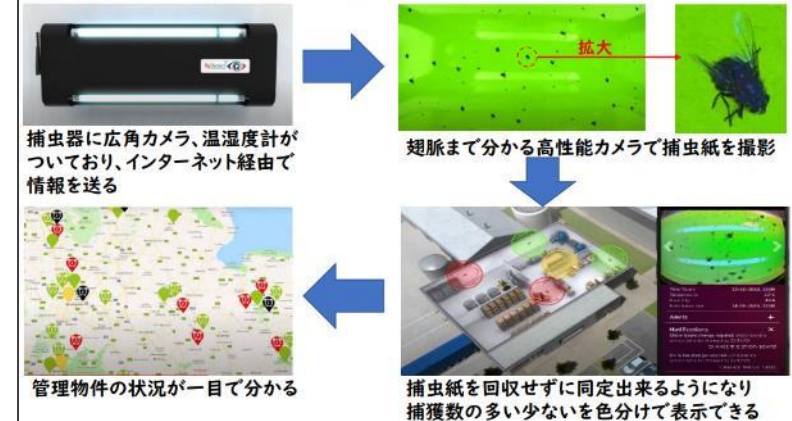 捕虫器に広角カメラ、温湿度計が
ついており、インターネット経由で
情報を送る
拡大
翅脈まで分かる高性能カメラで捕虫紙を撮影
管理物件の状況が一目で分かる
捕虫紙を回収せずに同定出来るようになり
捕獲数の多い少ないを色分けで表示できる